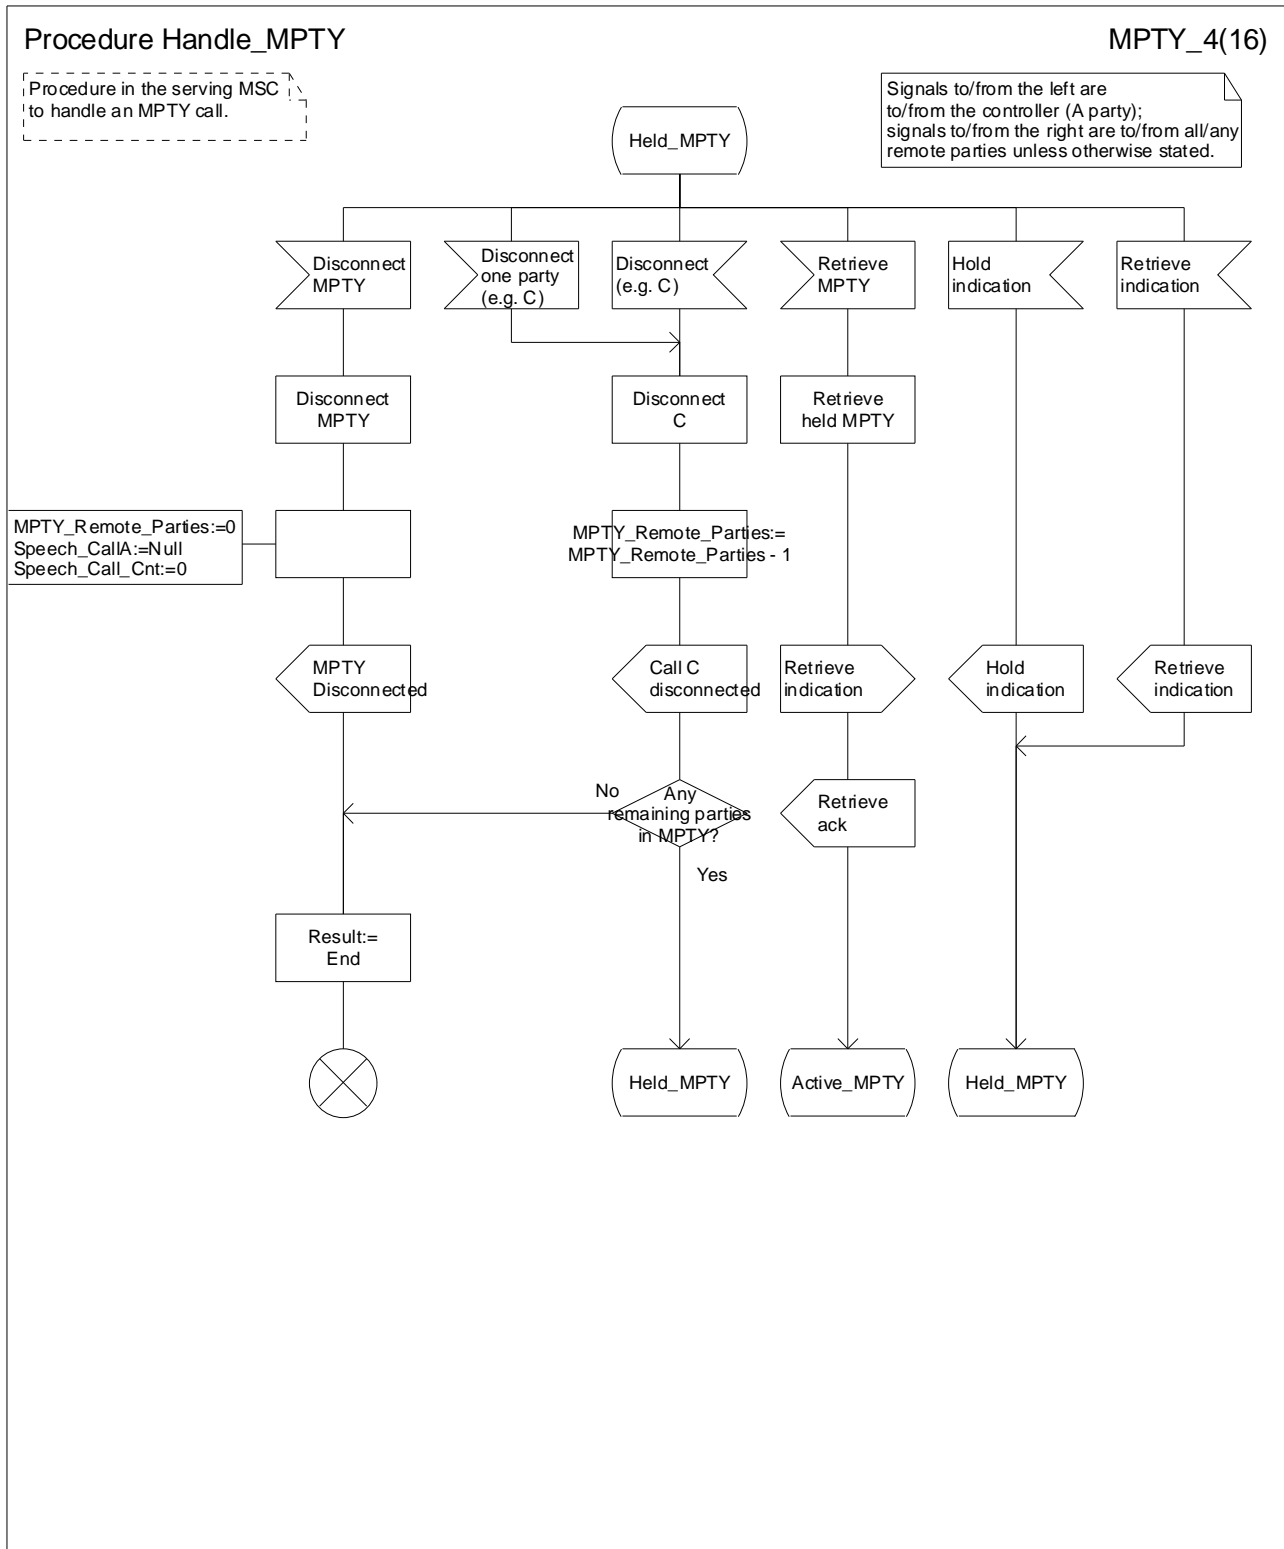 Procedure Handle_MPTY
MPTY_4(16)
Procedure in the serving MSC
to handle an MPTY call.
Signals to/from the left are
to/from the controller (A party);
signals to/from the right are to/from all/any
remote parties unless otherwise stated.
Held_MPTY
Disconnect
MPTY
Disconnect
one party
(e.g. C)
Disconnect
(e.g. C)
Retrieve
MPTY
Hold
indication
Retrieve
indication
Disconnect
MPTY
Disconnect
C
Retrieve
held MPTY
MPTY_Remote_Parties:=0
Speech_CallA:=Null
Speech_Call_Cnt:=0
MPTY_Remote_Parties:=
MPTY_Remote_Parties - 1
MPTY
Disconnected
Call C
disconnected
Retrieve
indication
Hold
indication
Retrieve
indication
No
Any
remaining parties
in MPTY?
Yes
Retrieve
ack
Result:=
End
Held_MPTY
Active_MPTY
Held_MPTY